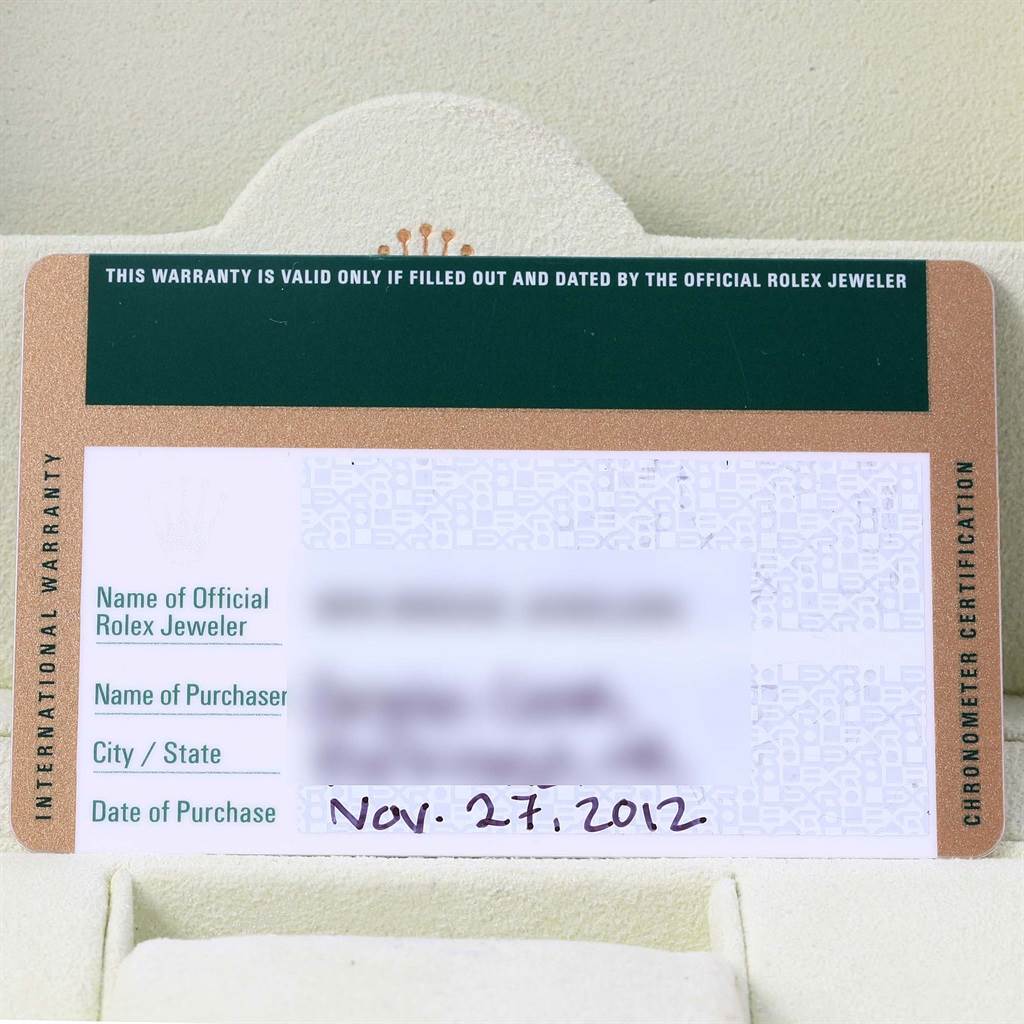 THIS WARRANTY IS VALID ONLY IF FILLED OUT AND DATED BY THE OFFICIAL ROLEX JEWELER
INTERNATIONAL WARRANTY
Name of Official
Rolex Jeweler
Name of Purchaser
City / State
Date of Purchase Nov. 27, 2012
CHRONOMETER CERTIFICATION